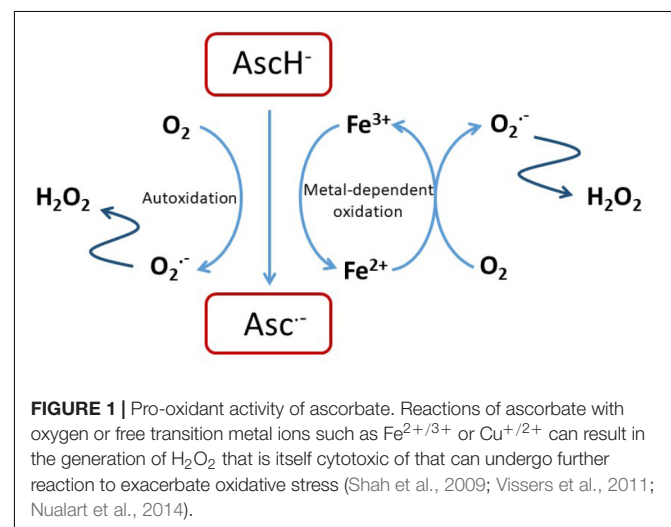 AscH⁻
O₂
Fe³⁺
O₂·⁻
H₂O₂
Autoxidation
Metal-dependent
oxidation
H₂O₂
O₂·⁻
Fe²⁺
O₂
Asc·⁻
FIGURE 1 | Pro-oxidant activity of ascorbate. Reactions of ascorbate with
oxygen or free transition metal ions such as Fe²⁺/³⁺ or Cu⁺/²⁺ can result in
the generation of H₂O₂ that is itself cytotoxic of that can undergo further
reaction to exacerbate oxidative stress (Shah et al., 2009; Vissers et al., 2011;
Nualart et al., 2014).